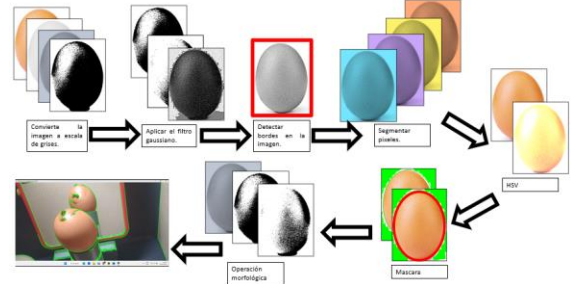 Convierte la
imagen a escala
de grises.
Aplicar el filtro
gaussiano.
Detectar
bordes en la
imagen.
Segmentar
pixeles.
HSV
Mascara
Operación
morfológica